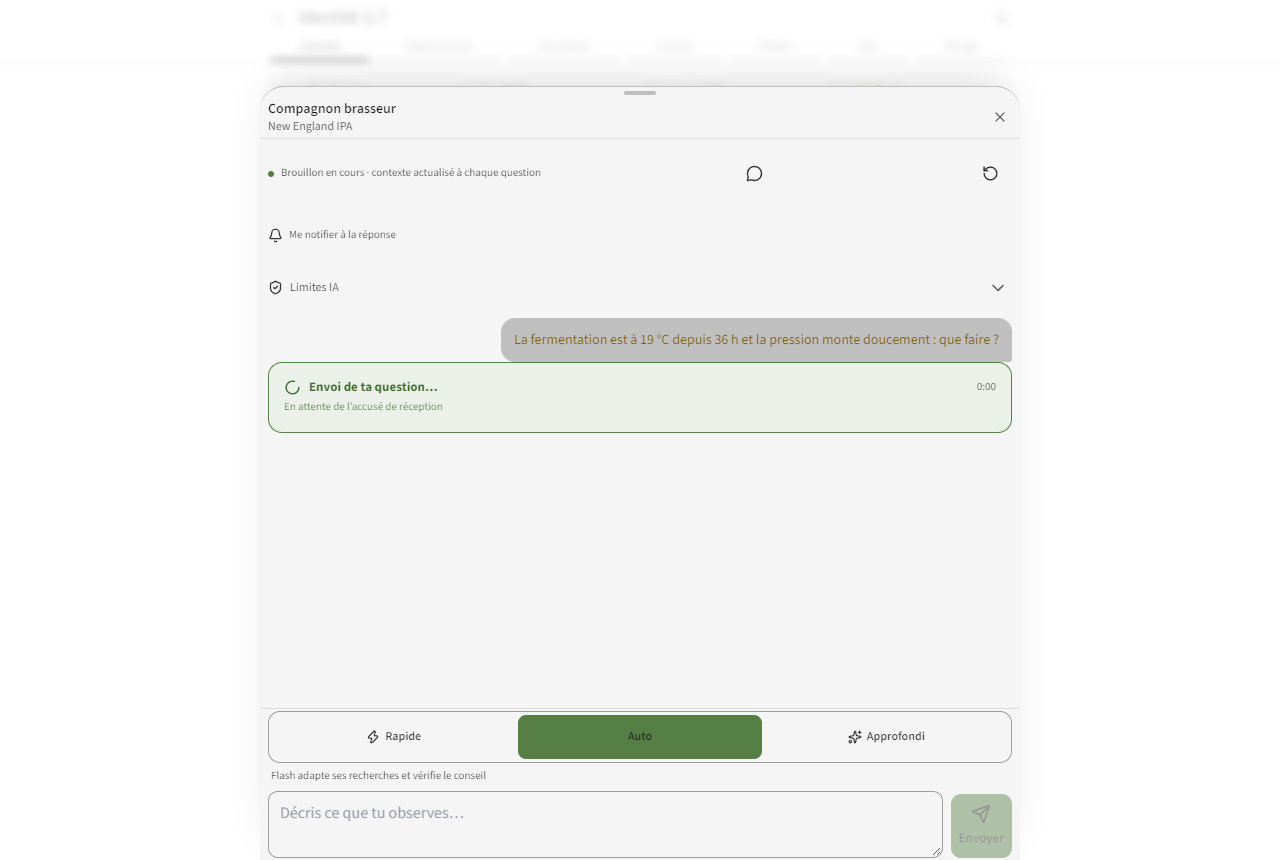 Compagnon brasseur
New England IPA
Brouillon en cours · contexte actualisé à chaque question
Me notifier à la réponse
Limites IA
La fermentation est à 19 °C depuis 36 h et la pression monte doucement : que faire ?
Envoi de ta question…
0:00
En attente de l'accusé de réception
Rapide
Auto
Approfondi
Flash adapte ses recherches et vérifie le conseil
Décris ce que tu observes…
Envoyer